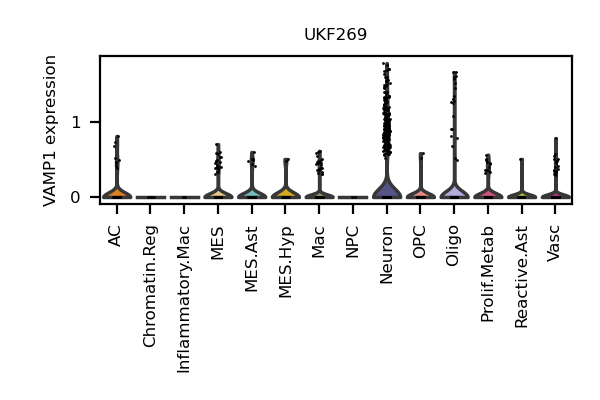 UKF269
VAMP1 expression
1
0
AC
Chromatin.Reg
Inflammatory.Mac
MES
MES.Ast
MES.Hyp
Mac
NPC
Neuron
OPC
Oligo
Prolif.Metab
Reactive.Ast
Vasc